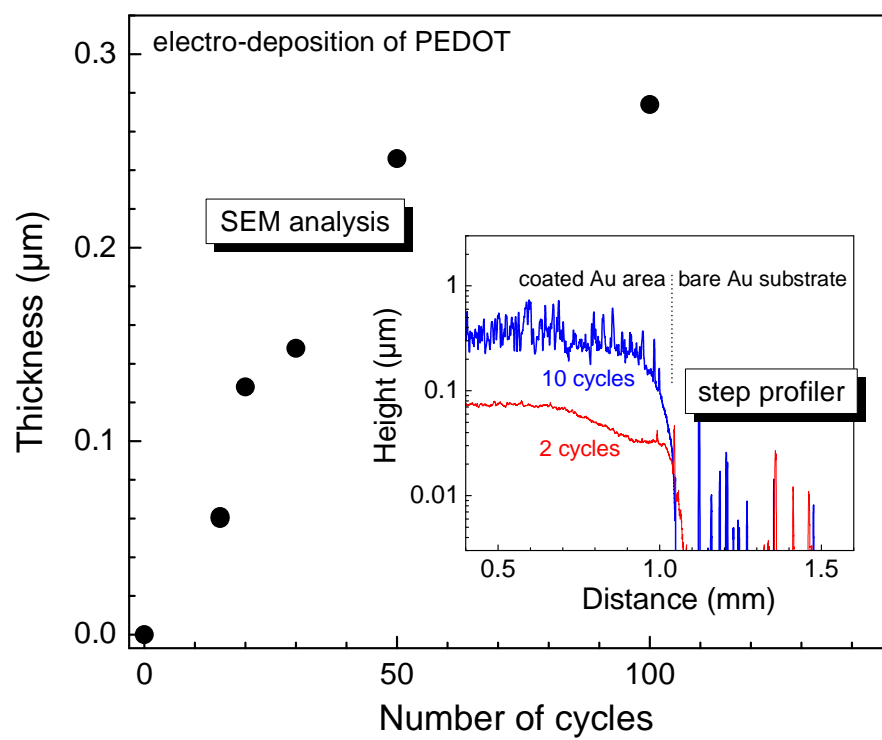 electro-deposition of PEDOT
0.3
0.2
0.1
0.0
Thickness (μm)
SEM analysis
0
50
100
Number of cycles
coated Au area
bare Au substrate
1
0.1
0.01
Height (μm)
10 cycles
2 cycles
step profiler
0.5
1.0
1.5
Distance (mm)